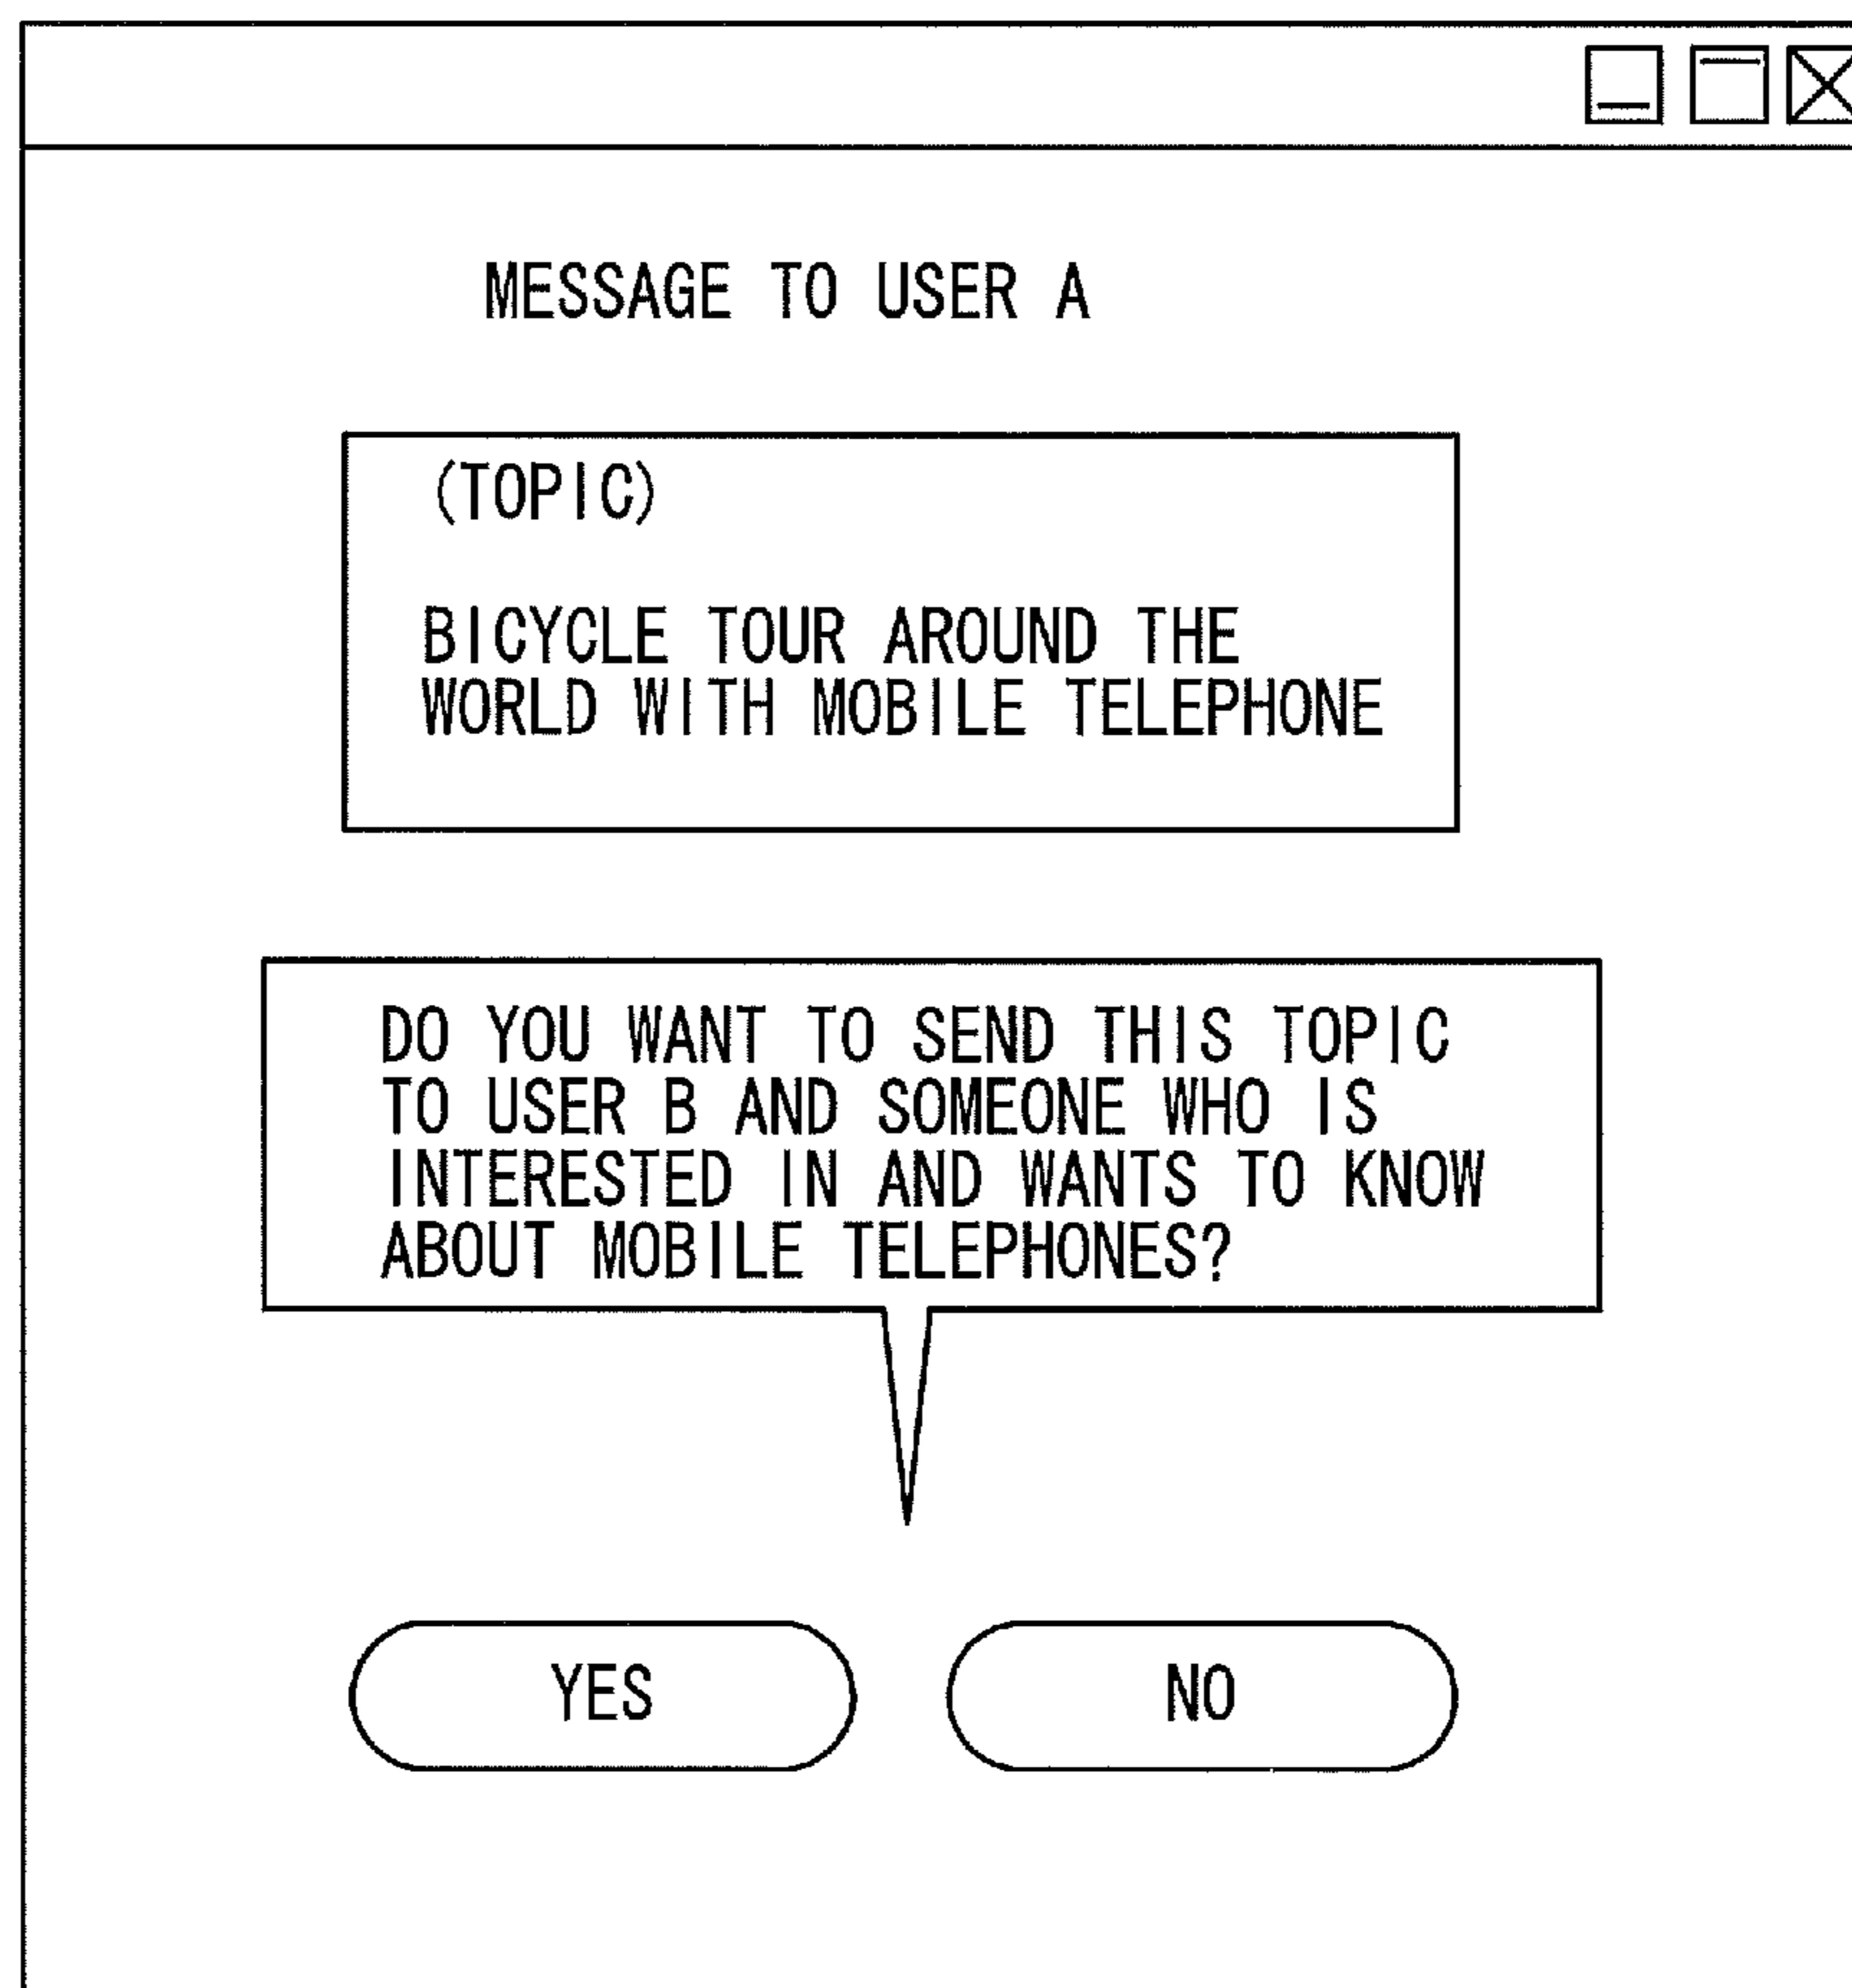 MESSAGE TO USER A
(TOPIC)
BICYCLE TOUR AROUND THE
WORLD WITH MOBILE TELEPHONE
DO YOU WANT TO SEND THIS TOPIC
TO USER B AND SOMEONE WHO IS
INTERESTED IN AND WANTS TO KNOW
ABOUT MOBILE TELEPHONES?
YES
NO